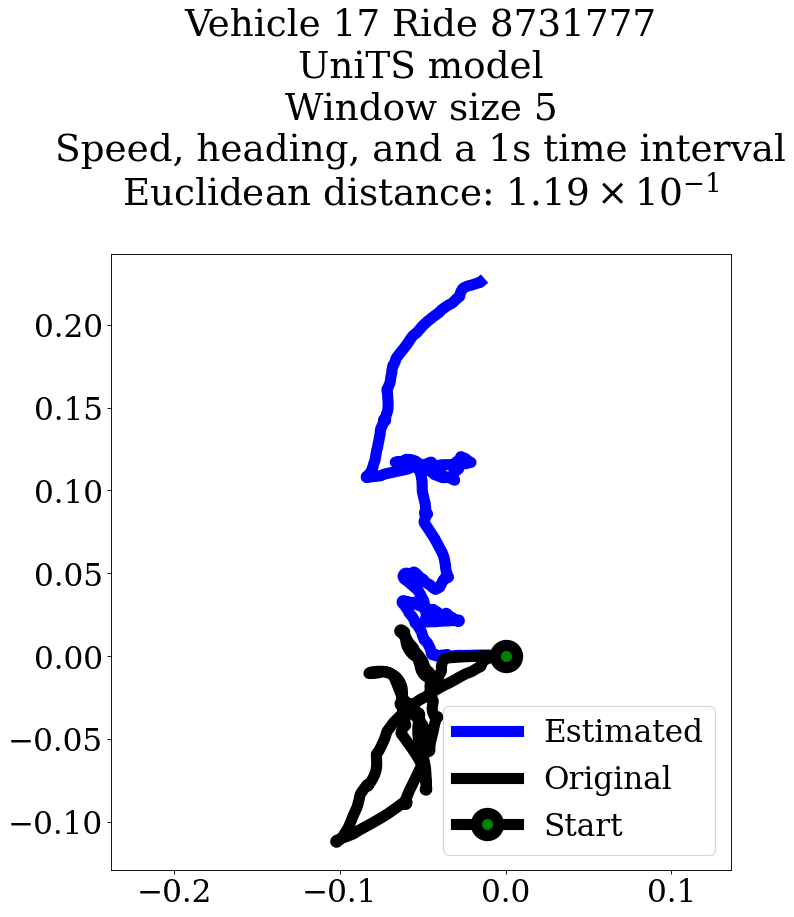 Vehicle 17 Ride 8731777
UniTS model
Window size 5
Speed, heading, and a 1s time interval
Euclidean distance: 1.19 × 10⁻¹
0.20
0.15
0.10
0.05
0.00
−0.05
−0.10
Estimated
Original
Start
−0.2
−0.1
0.0
0.1